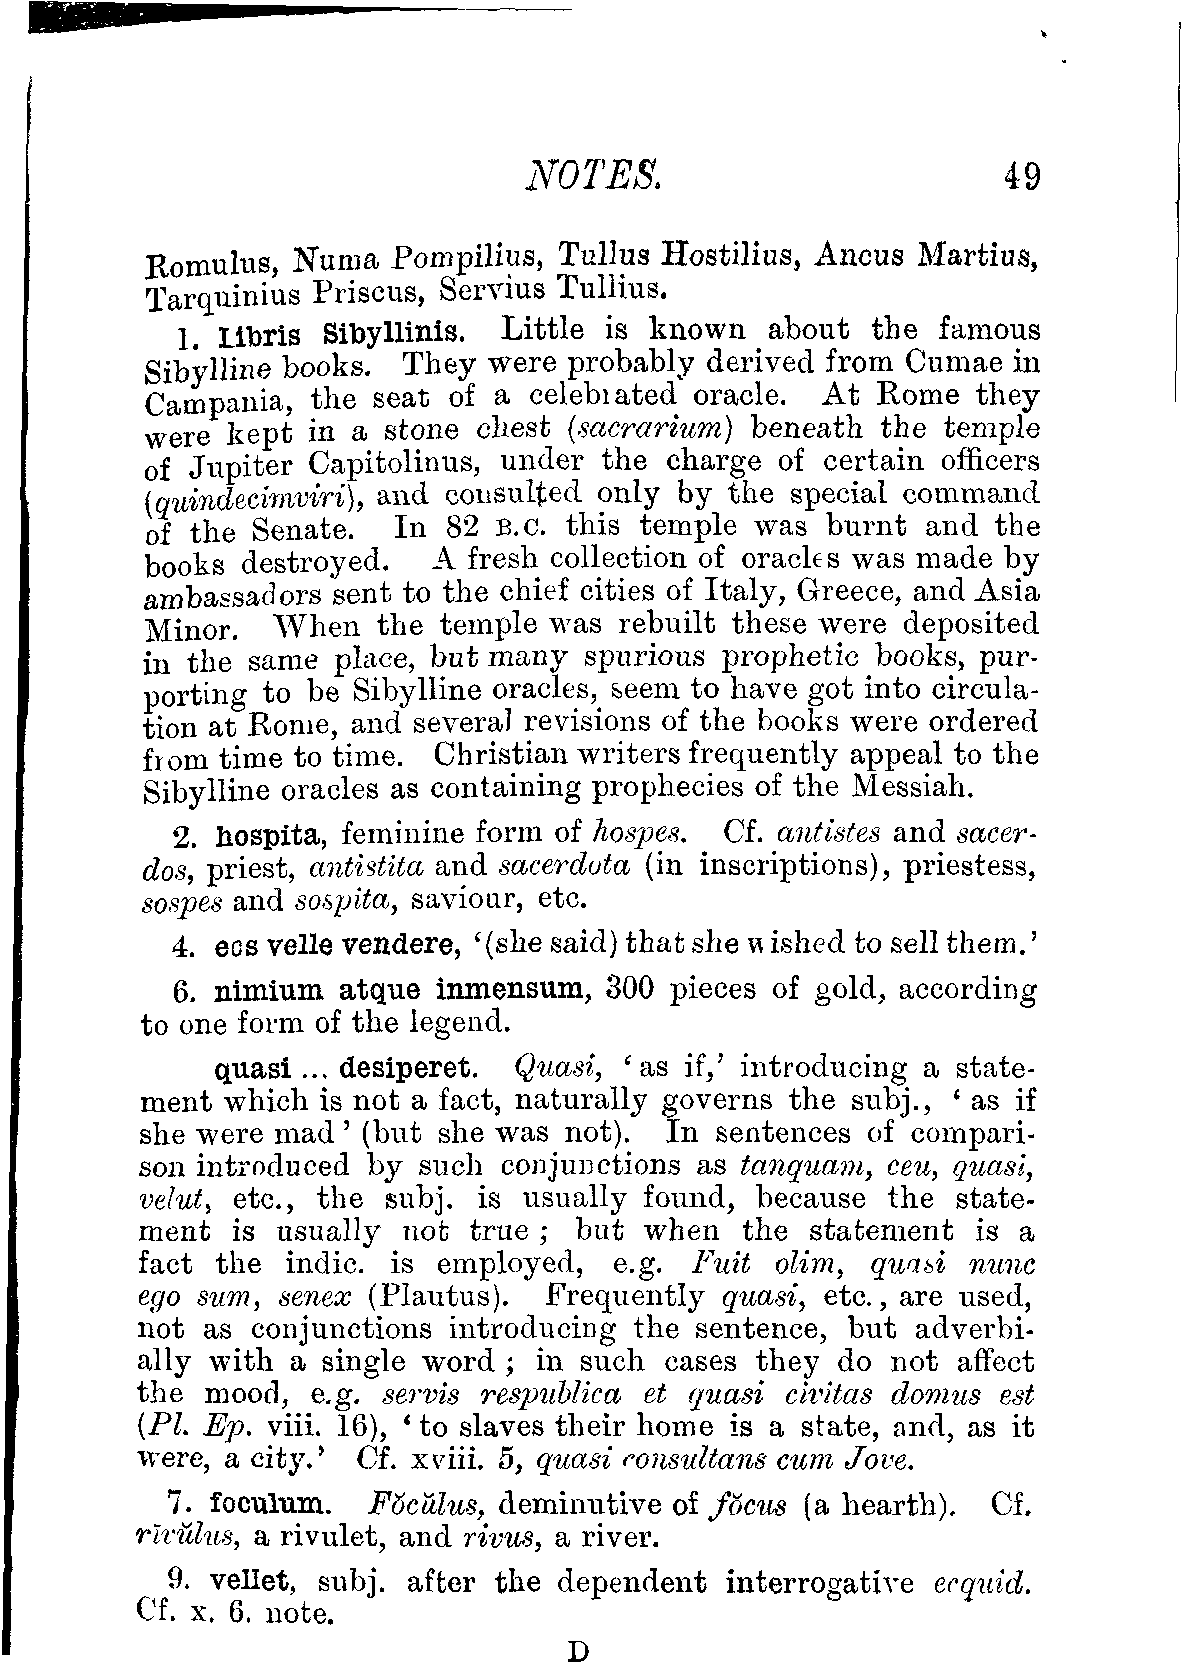 NOTES. 49
Romulus, Numa Pompilius, Tullus Hostilius, Ancus Martius,
Tarquinius Priscus, Servius Tullius.
1. Libris Sibyllinis. Little is known about the famous
Sibylline books. They were probably derived from Cumae in
Campania, the seat of a celebrated oracle. At Rome they
were kept in a stone chest (sacrarium) beneath the temple
of Jupiter Capitolinus, under the charge of certain officers
(quindecimviri), and consulted only by the special command
of the Senate. In 82 B.C. this temple was burnt and the
books destroyed. A fresh collection of oracles was made by
ambassadors sent to the chief cities of Italy, Greece, and Asia
Minor. When the temple was rebuilt these were deposited
in the same place, but many spurious prophetic books, pur-
porting to be Sibylline oracles, seem to have got into circula-
tion at Rome, and several revisions of the books were ordered
from time to time. Christian writers frequently appeal to the
Sibylline oracles as containing prophecies of the Messiah.
2. hospita, feminine form of hospes. Cf. antistes and sacer-
dos, priest, antistita and sacerdota (in inscriptions), priestess,
sospes and sospita, saviour, etc.
4. eos velle vendere, ‘(she said) that she wished to sell them.’
6. nimium atque inmensum, 300 pieces of gold, according
to one form of the legend.
quasi ... desiperet. Quasi, ‘as if,’ introducing a state-
ment which is not a fact, naturally governs the subj., ‘as if
she were mad’ (but she was not). In sentences of compari-
son introduced by such conjunctions as tanquam, ceu, quasi,
velut, etc., the subj. is usually found, because the state-
ment is usually not true; but when the statement is a
fact the indic. is employed, e.g. Fuit olim, quasi nunc
ego sum, senex (Plautus). Frequently quasi, etc., are used,
not as conjunctions introducing the sentence, but adverbi-
ally with a single word; in such cases they do not affect
the mood, e.g. servis respublica et quasi civitas domus est
(Pl. Ep. viii. 16), ‘to slaves their home is a state, and, as it
were, a city.’ Cf. xviii. 5, quasi consultans cum Jove.
7. foculum. Fŏcŭlus, deminutive of fŏcus (a hearth). Cf.
rīvŭlus, a rivulet, and rivus, a river.
9. vellet, subj. after the dependent interrogative ecquid.
Cf. x. 6. note.
D